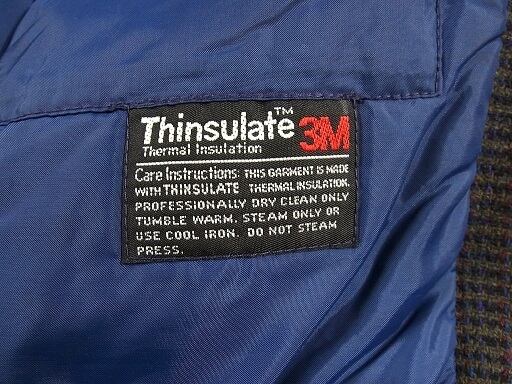 Thinsulate™ 3M
Thermal Insulation
Care Instructions: THIS GARMENT IS MADE
WITH THINSULATE THERMAL INSULATION.
PROFESSIONALLY DRY CLEAN ONLY
TUMBLE WARM. STEAM ONLY OR
USE COOL IRON. DO NOT STEAM
PRESS.